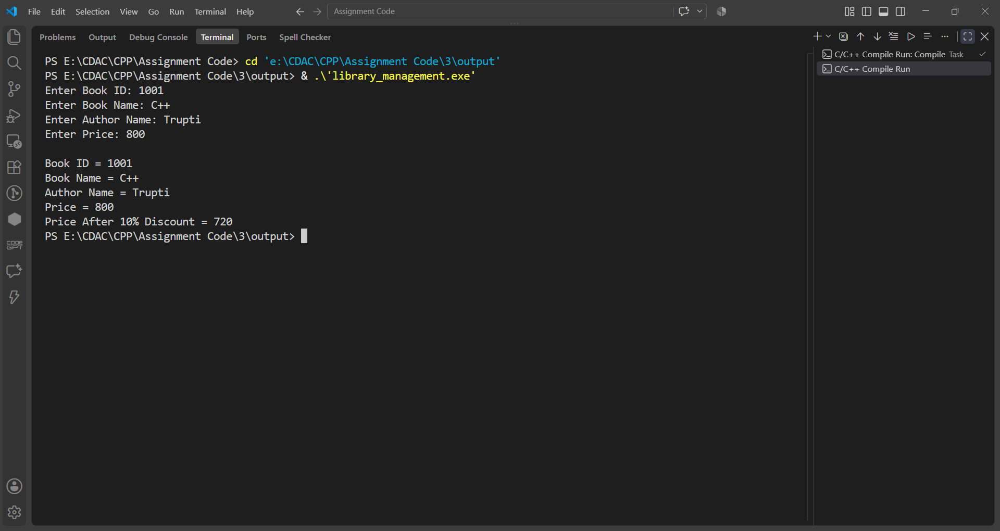 File Edit Selection View Go Run Terminal Help
Assignment Code
Problems Output Debug Console Terminal Ports Spell Checker
PS E:\CDAC\CPP\Assignment Code> cd 'e:\CDAC\CPP\Assignment Code\3\output'
PS E:\CDAC\CPP\Assignment Code\3\output> & .\'library_management.exe'
Enter Book ID: 1001
Enter Book Name: C++
Enter Author Name: Trupti
Enter Price: 800
Book ID = 1001
Book Name = C++
Author Name = Trupti
Price = 800
Price After 10% Discount = 720
PS E:\CDAC\CPP\Assignment Code\3\output>
C/C++ Compile Run: Compile Task
C/C++ Compile Run
CODE
GPT